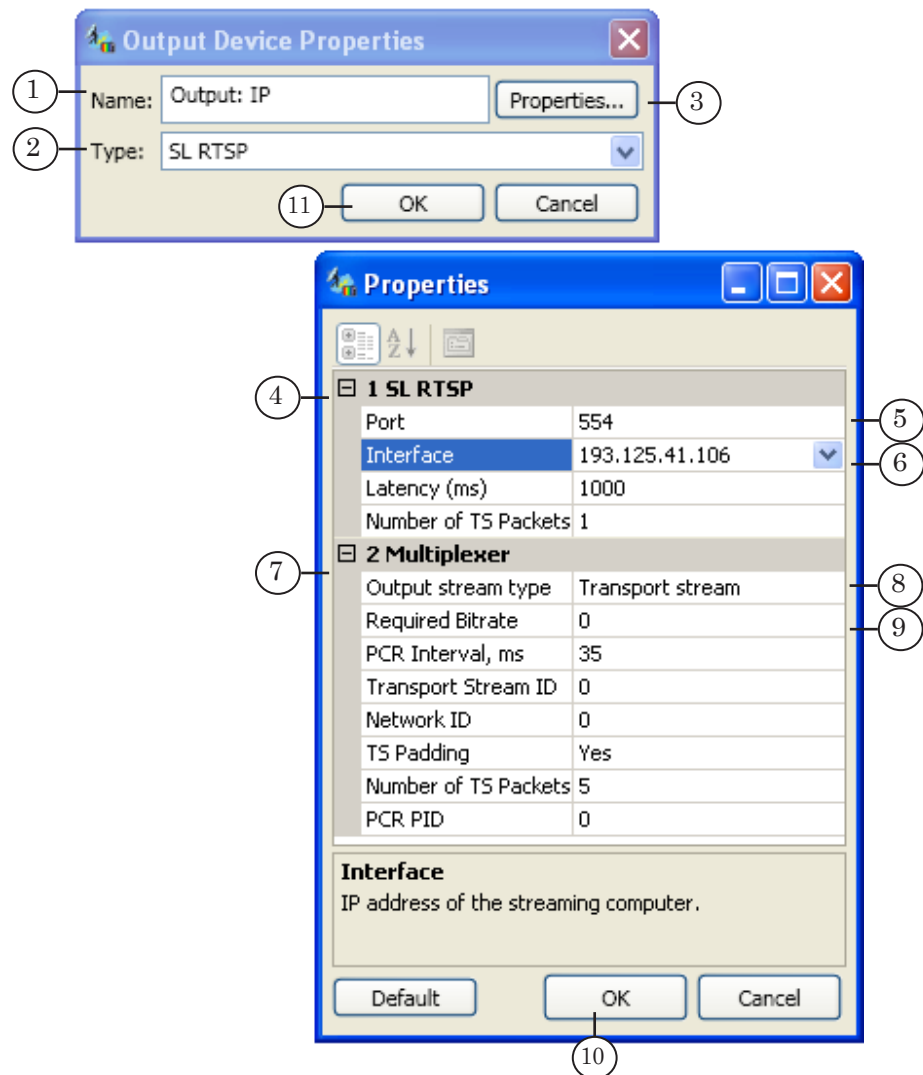 Output Device Properties
1 Name: Output: IP Properties... 3
2 Type: SL RTSP
11 OK Cancel
Properties
A Z
4 1 SL RTSP
Port 554 5
Interface 193.125.41.106 6
Latency (ms) 1000
Number of TS Packets 1
7 2 Multiplexer
Output stream type Transport stream 8
Required Bitrate 0 9
PCR Interval, ms 35
Transport Stream ID 0
Network ID 0
TS Padding Yes
Number of TS Packets 5
PCR PID 0
Interface
IP address of the streaming computer.
Default OK Cancel
10